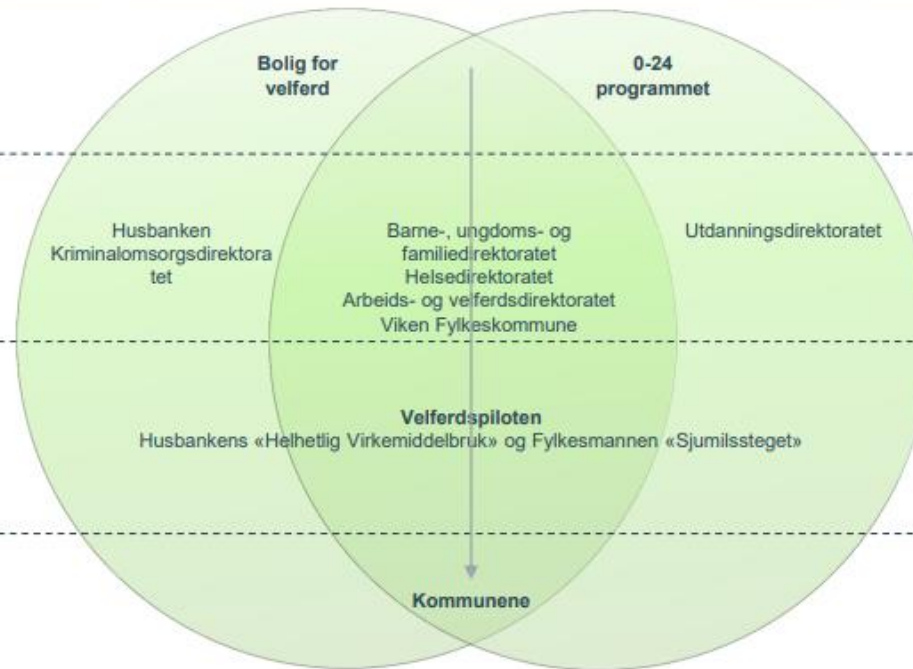 Bolig for
velferd
0-24
programmet
Husbanken
Kriminalomsorgsdirektora
tet
Barne-, ungdoms- og
familiedirektoratet
Helsedirektoratet
Arbeids- og velferdsdirektoratet
Viken Fylkeskommune
Utdanningsdirektoratet
Velferdspiloten
Husbankens «Helhetlig Virkemiddelbruk» og Fylkesmannen «Sjumilssteget»
Kommunene